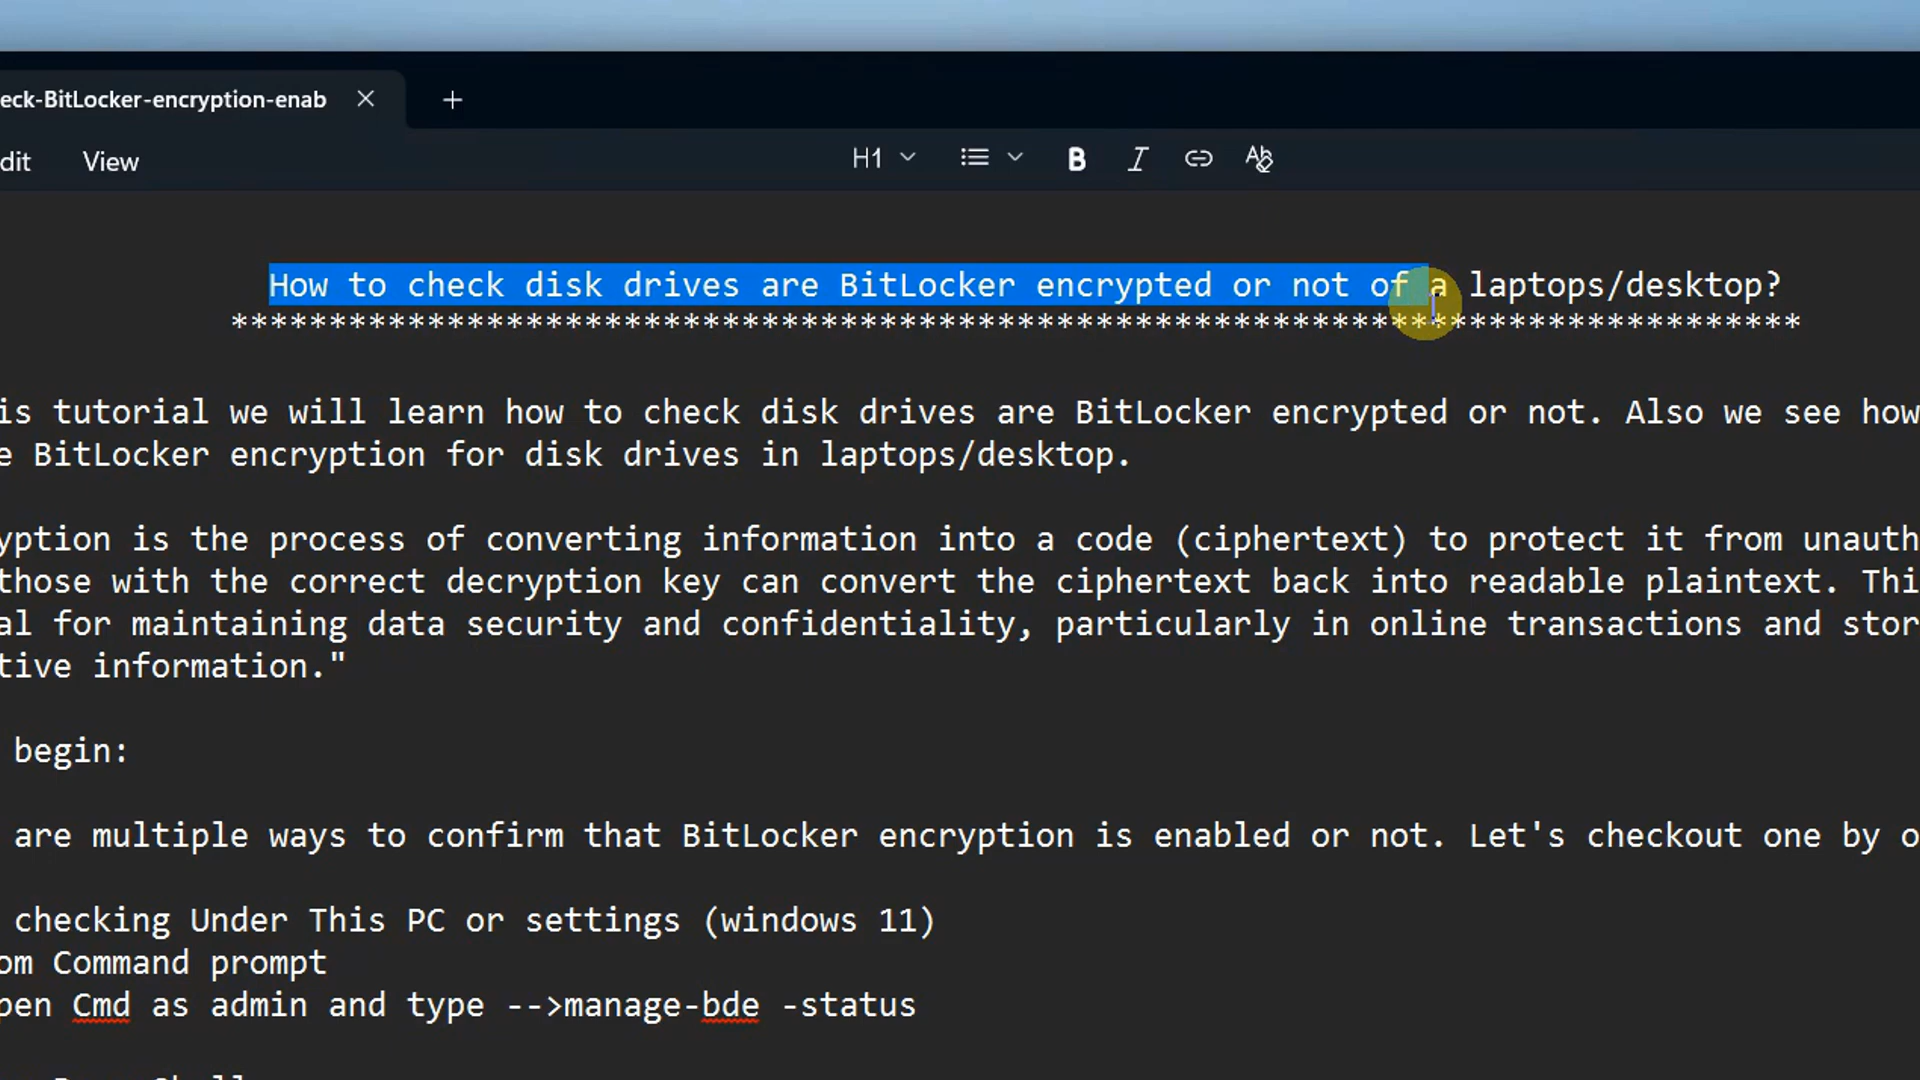 eck-BitLocker-encryption-enab
dit View H1 B I
How to check disk drives are BitLocker encrypted or not of a laptops/desktop?
********************************************************************************
is tutorial we will learn how to check disk drives are BitLocker encrypted or not. Also we see how
e BitLocker encryption for disk drives in laptops/desktop.
yption is the process of converting information into a code (ciphertext) to protect it from unauth
those with the correct decryption key can convert the ciphertext back into readable plaintext. Thi
al for maintaining data security and confidentiality, particularly in online transactions and stor
tive information."
begin:
are multiple ways to confirm that BitLocker encryption is enabled or not. Let's checkout one by o
checking Under This PC or settings (windows 11)
om Command prompt
pen Cmd as admin and type -->manage-bde -status